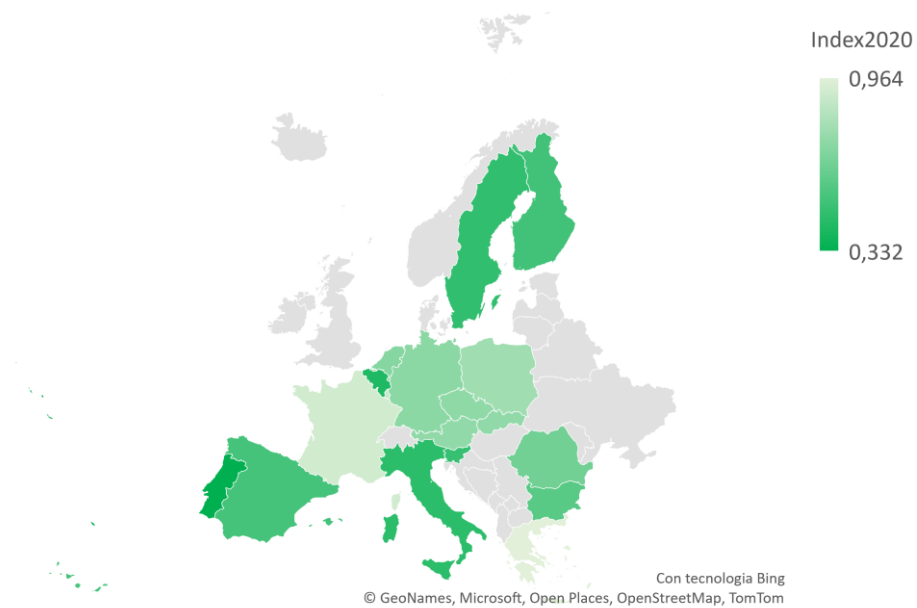 Index2020
0,964
0,332
Con tecnologia Bing
© GeoNames, Microsoft, Open Places, OpenStreetMap, TomTom